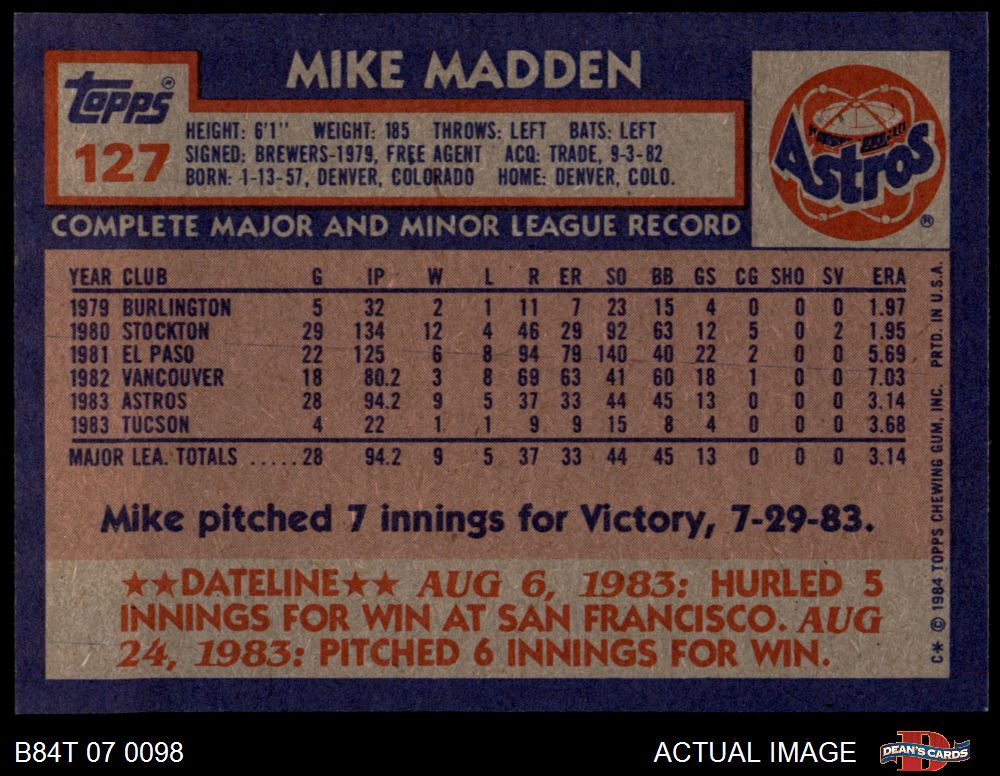 MIKE MADDEN
Topps®
127
HEIGHT: 6'1" WEIGHT: 185 THROWS: LEFT BATS: LEFT
SIGNED: BREWERS-1979, FREE AGENT ACQ: TRADE, 9-3-82
BORN: 1-13-57, DENVER, COLORADO HOME: DENVER, COLO.
Astros
®
COMPLETE MAJOR AND MINOR LEAGUE RECORD
YEAR CLUB G IP W L R ER SO BB GS CG SHO SV ERA
1979 BURLINGTON 5 32 2 1 11 7 23 15 4 0 0 0 1.97
1980 STOCKTON 29 134 12 4 46 29 92 63 12 5 0 2 1.95
1981 EL PASO 22 125 6 8 94 79 140 40 22 2 0 0 5.69
1982 VANCOUVER 18 80.2 3 8 69 63 41 60 18 1 0 0 7.03
1983 ASTROS 28 94.2 9 5 37 33 44 45 13 0 0 0 3.14
1983 TUCSON 4 22 1 1 9 9 15 8 4 0 0 0 3.68
MAJOR LEA. TOTALS .....28 94.2 9 5 37 33 44 45 13 0 0 0 3.14
Mike pitched 7 innings for Victory, 7-29-83.
★★DATELINE★★ AUG 6, 1983: HURLED 5
INNINGS FOR WIN AT SAN FRANCISCO. AUG
24, 1983: PITCHED 6 INNINGS FOR WIN.
C* © 1984 TOPPS CHEWING GUM, INC. PRTD. IN U.S.A.
B84T 07 0098
ACTUAL IMAGE
D
DEAN'S CARDS